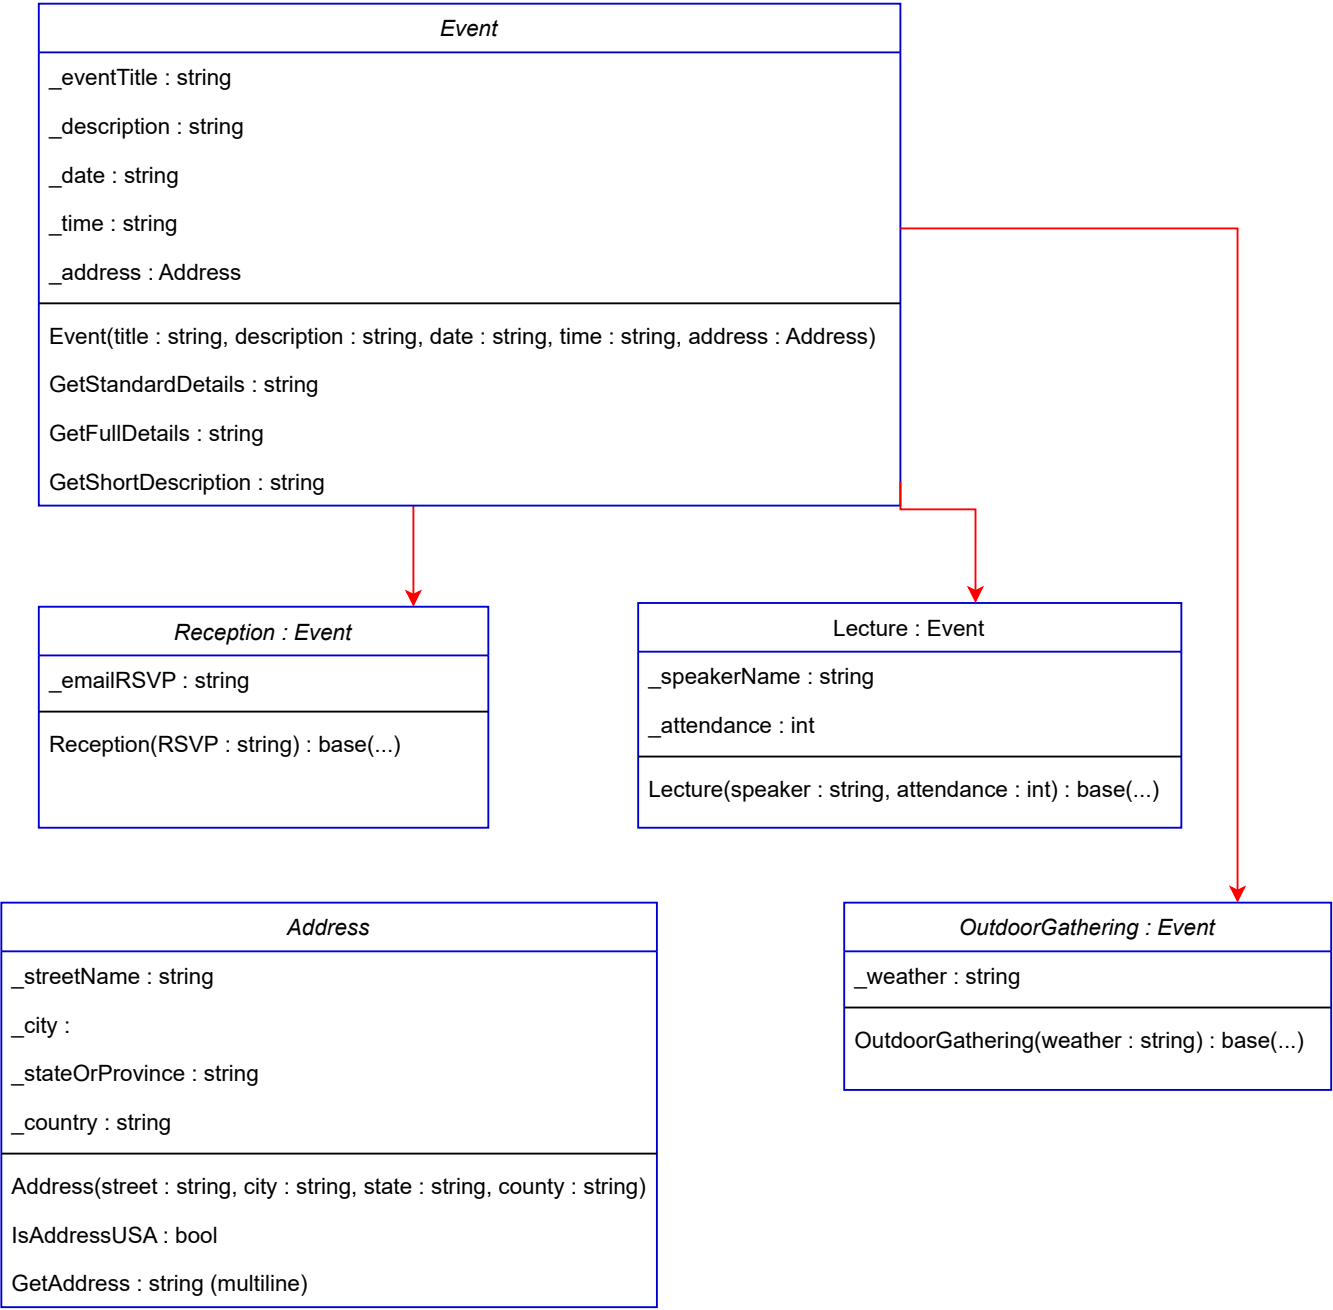 Event
_eventTitle : string
_description : string
_date : string
_time : string
_address : Address
Event(title : string, description : string, date : string, time : string, address : Address)
GetStandardDetails : string
GetFullDetails : string
GetShortDescription : string
Reception : Event
_emailRSVP : string
Reception(RSVP : string) : base(...)
Lecture : Event
_speakerName : string
_attendance : int
Lecture(speaker : string, attendance : int) : base(...)
Address
_streetName : string
_city :
_stateOrProvince : string
_country : string
Address(street : string, city : string, state : string, county : string)
IsAddressUSA : bool
GetAddress : string (multiline)
OutdoorGathering : Event
_weather : string
OutdoorGathering(weather : string) : base(...)